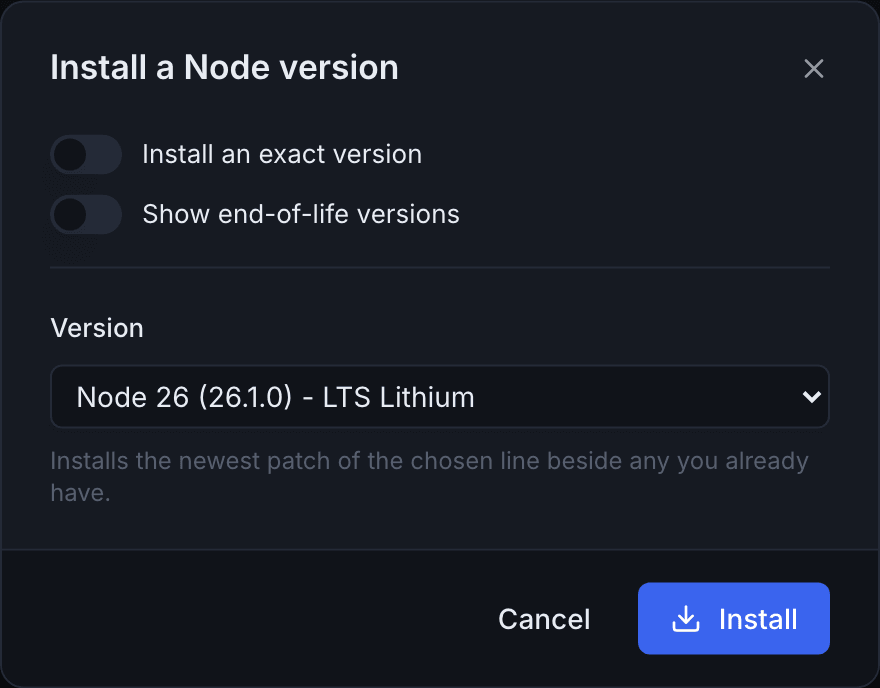 Install a Node version
Install an exact version
Show end-of-life versions
Version
Node 26 (26.1.0) - LTS Lithium
Installs the newest patch of the chosen line beside any you already
have.
Cancel
Install